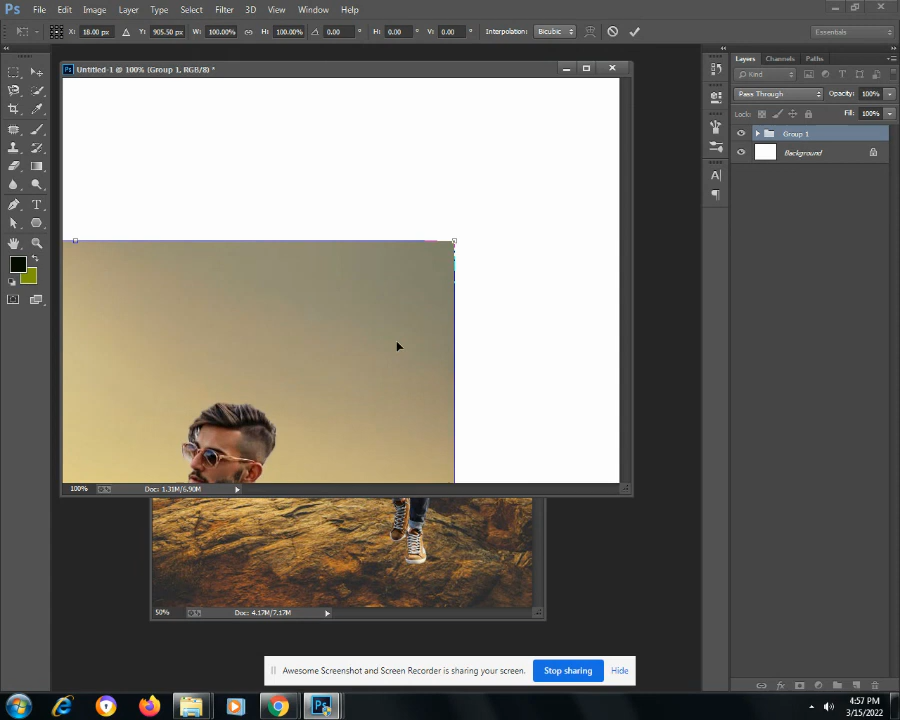 Ps File Edit Image Layer Type Select Filter 3D View Window Help
X: 18.00 px Y: 905.50 px W: 100.00% H: 100.00% 0.00 ° H: 0.00 ° V: 0.00 ° Interpolation: Bicubic Essentials
Untitled-1 @ 100% (Group 1, RGB/8) *
Layers Channels Paths
Kind
Pass Through Opacity: 100%
Lock: Fill: 100%
Group 1
Background
100% Doc: 1.31M/6.90M
50% Doc: 4.17M/7.17M
Awesome Screenshot and Screen Recorder is sharing your screen. Stop sharing Hide
4:57 PM
3/15/2022